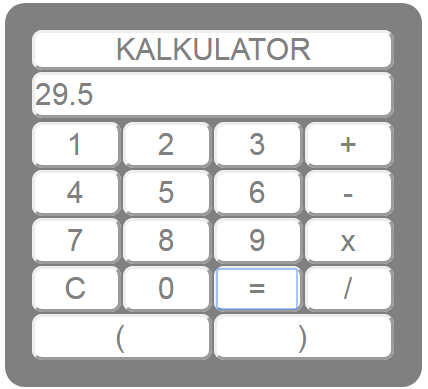 KALKULATOR
29.5
1 2 3 +
4 5 6 -
7 8 9 x
C 0 = /
( )